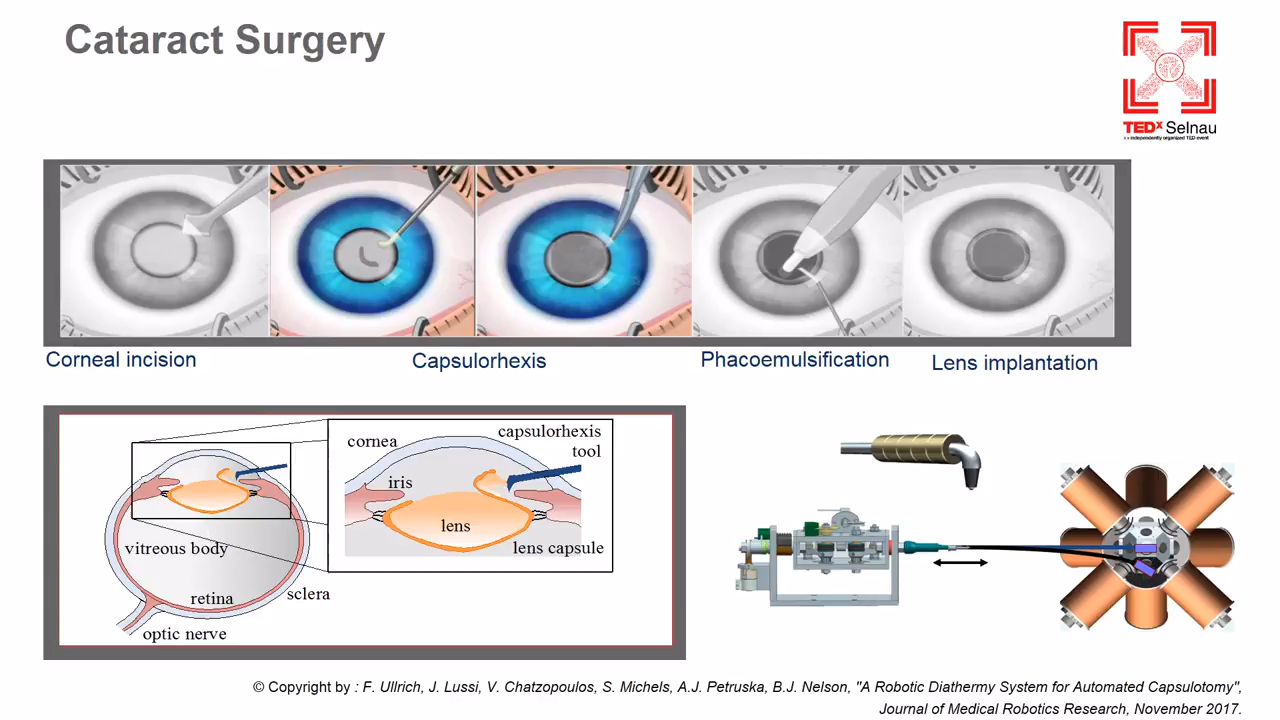 Cataract Surgery
TEDx Selnau
x = independently organized TED event
Corneal incision
Capsulorhexis
Phacoemulsification
Lens implantation
cornea
capsulorhexis
tool
iris
lens
lens capsule
vitreous body
retina
sclera
optic nerve
© Copyright by : F. Ullrich, J. Lussi, V. Chatzopoulos, S. Michels, A.J. Petruska, B.J. Nelson, "A Robotic Diathermy System for Automated Capsulotomy",
Journal of Medical Robotics Research, November 2017.